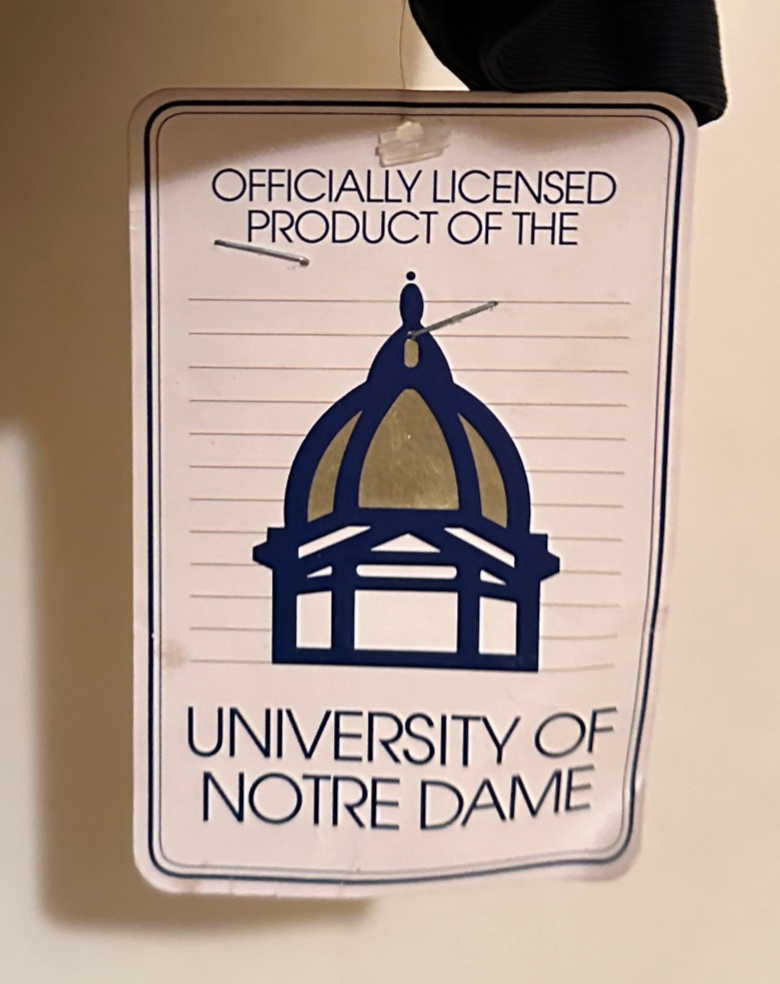 OFFICIALLY LICENSED
PRODUCT OF THE
UNIVERSITY OF
NOTRE DAME